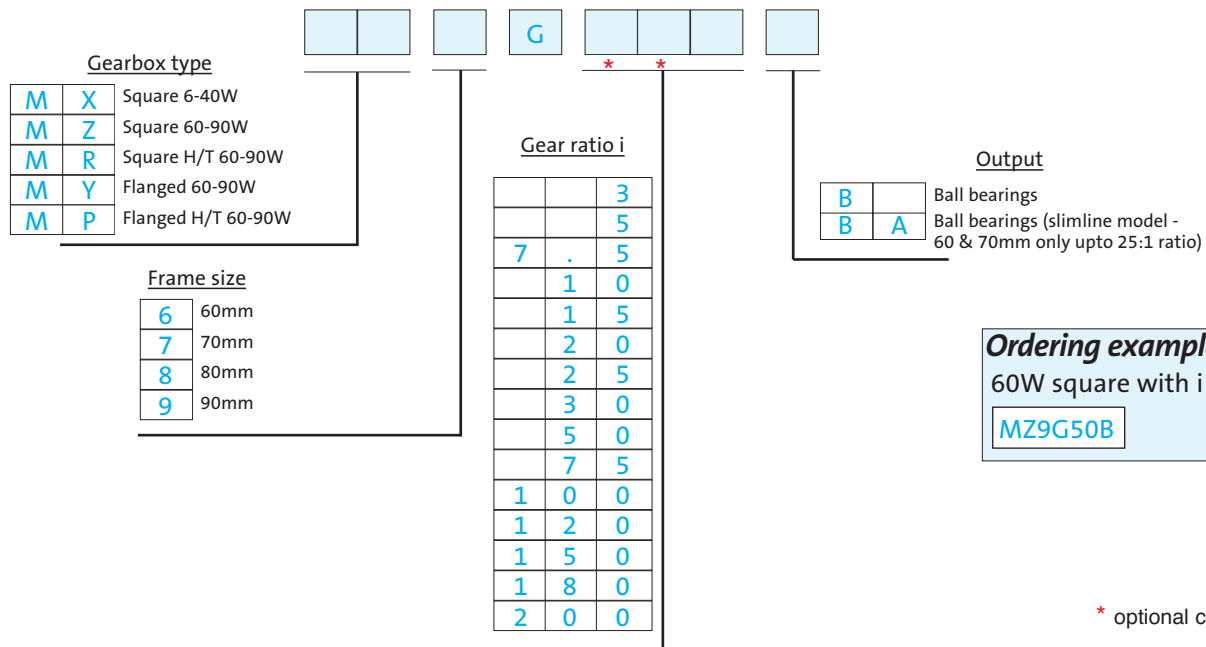 G
* *
Gearbox type
M X Square 6-40W
M Z Square 60-90W
M R Square H/T 60-90W
M Y Flanged 60-90W
M P Flanged H/T 60-90W
Frame size
6 60mm
7 70mm
8 80mm
9 90mm
Gear ratio i
3
5
7 . 5
1 0
1 5
2 0
2 5
3 0
5 0
7 5
1 0 0
1 2 0
1 5 0
1 8 0
2 0 0
Output
B Ball bearings
B A Ball bearings (slimline model -
60 & 70mm only upto 25:1 ratio)
Ordering exampl
60W square with i
MZ9G50B
* optional c